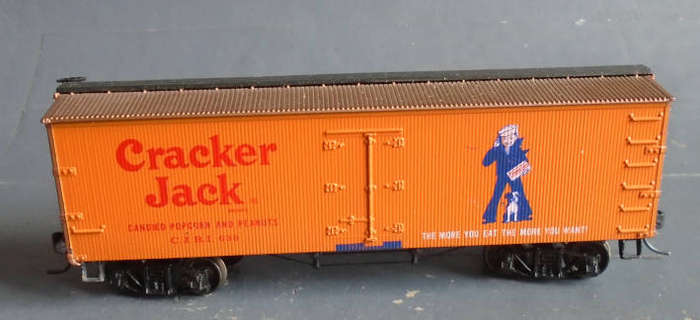 Cracker
Jack
CANDIED POPCORN AND PEANUTS
THE MORE YOU EAT THE MORE YOU WANT!